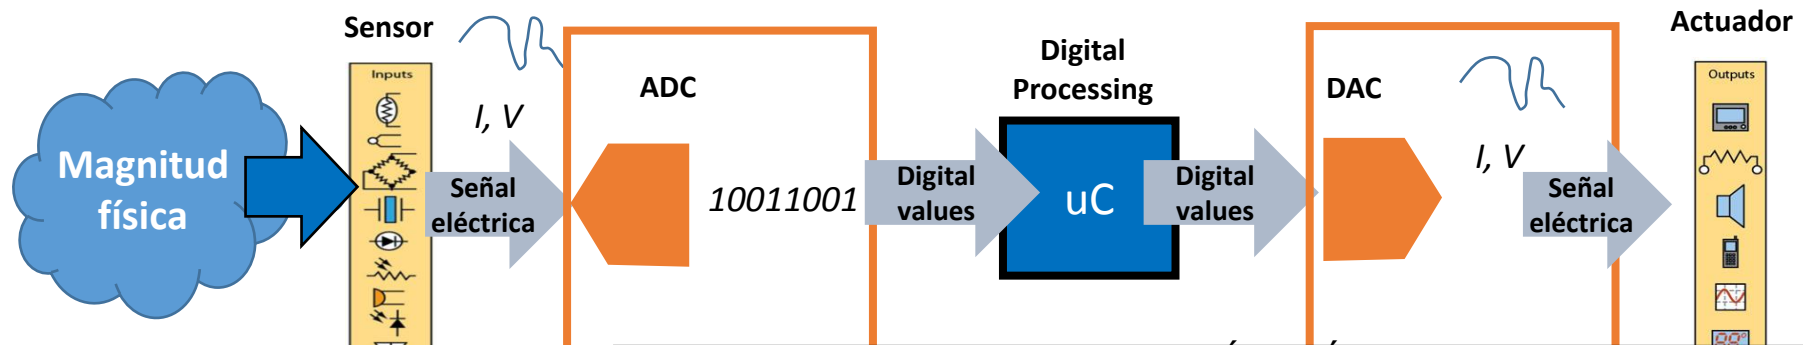 Sensor
Actuador
Inputs
Outputs
Digital
Processing
ADC
DAC
I, V
I, V
Magnitud
física
Señal
eléctrica
10011001
Digital
values
uC
Digital
values
Señal
eléctrica